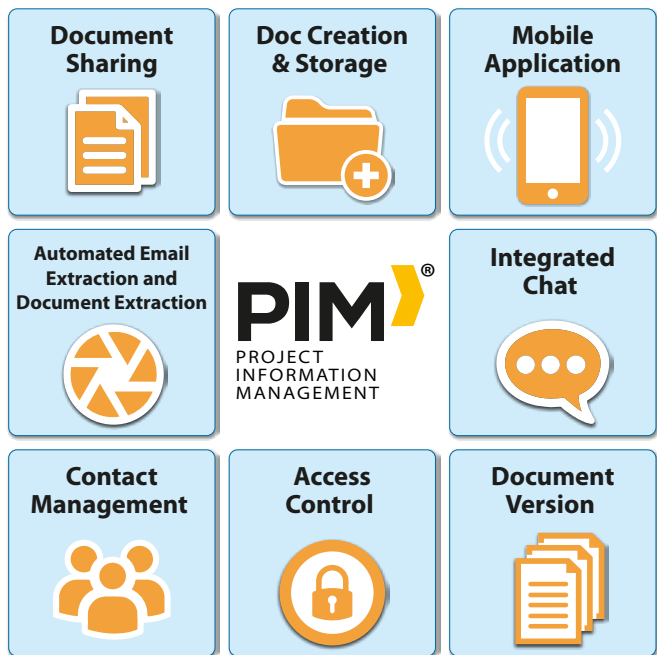 Document
Sharing
Doc Creation
& Storage
Mobile
Application
Automated Email
Extraction and
Document Extraction
PIM®
PROJECT
INFORMATION
MANAGEMENT
Integrated
Chat
Contact
Management
Access
Control
Document
Version